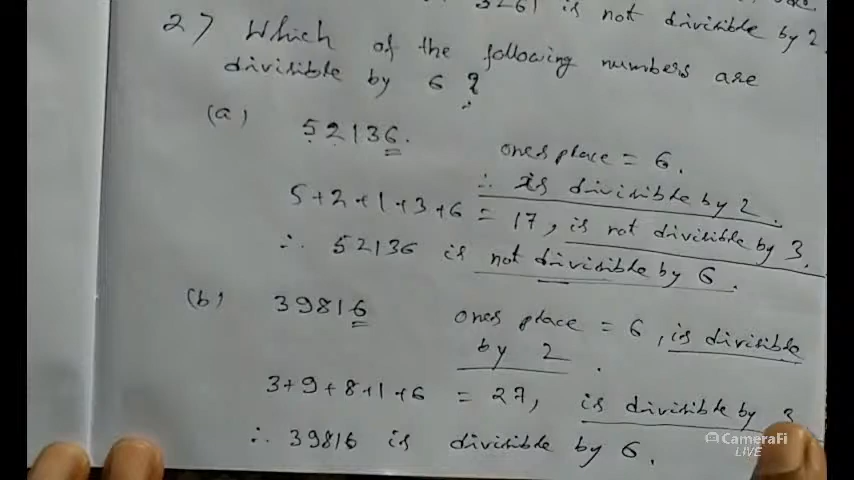 3261 is not divisible by 2
2) Which of the following numbers are
divisible by 6 ?
(a) 52136. ones place = 6.
∴ is divisible by 2.
5+2+1+3+6 = 17, is not divisible by 3.
∴ 52136 is not divisible by 6.
(b) 39816 ones place = 6, is divisible
by 2.
3+9+8+1+6 = 27, is divisible by 3
∴ 39816 is divisible by 6.
CameraFi
LIVE